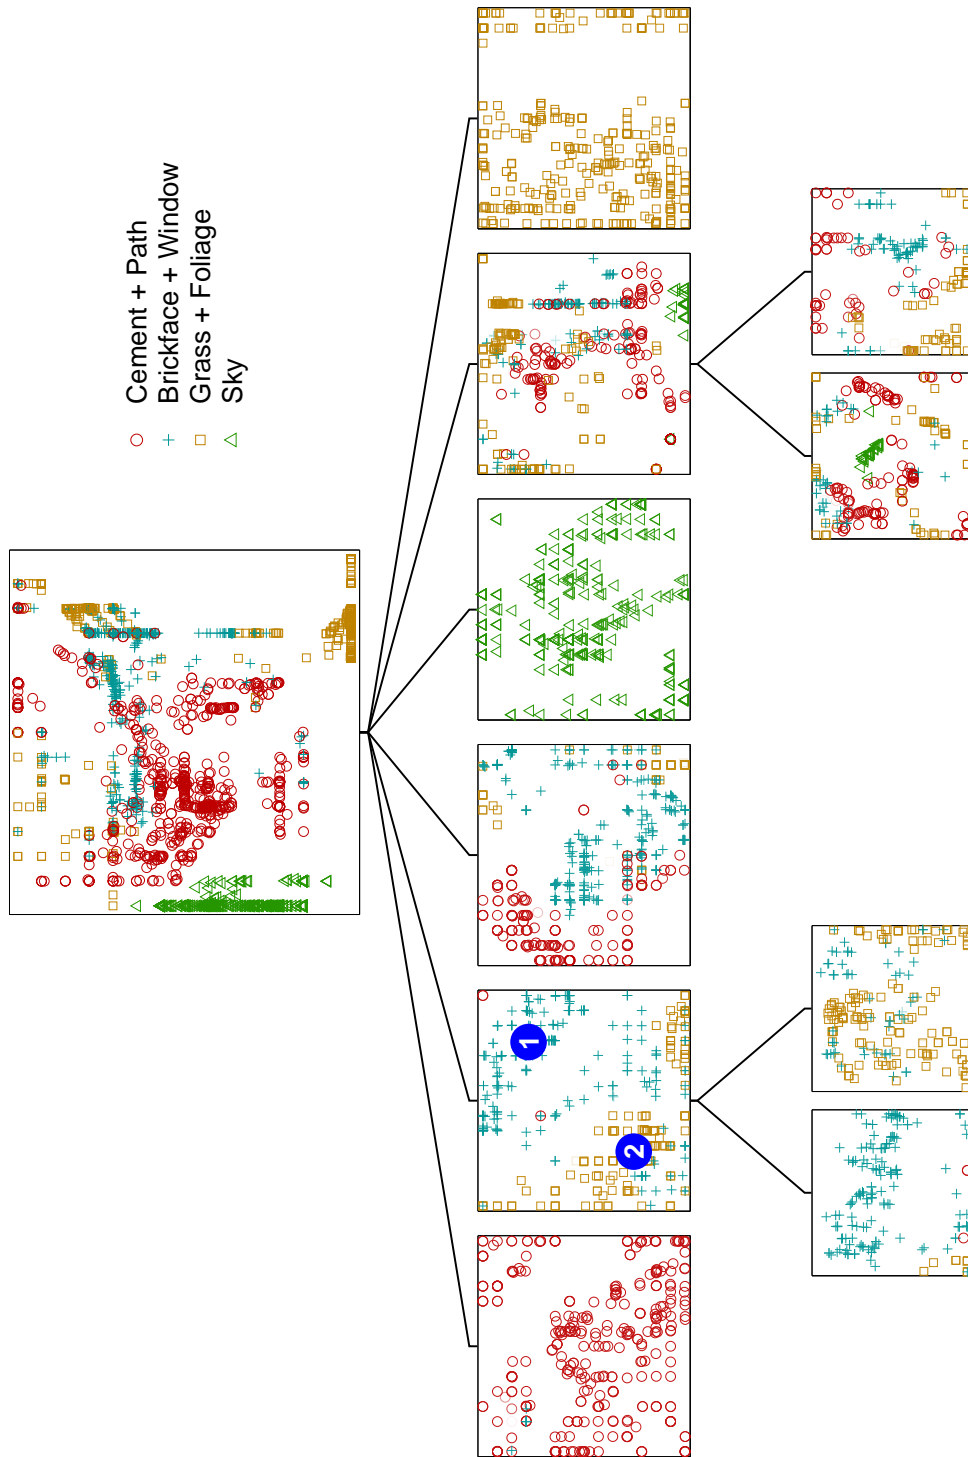 Cement + Path
Brickface + Window
Grass + Foliage
Sky
1
2